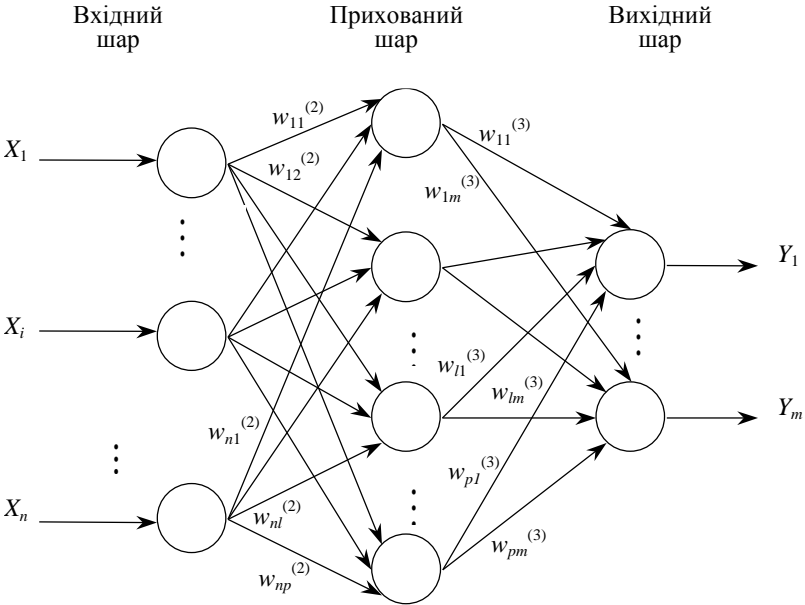 Вхідний шар
Прихований шар
Вихідний шар
w₁₁⁽²⁾
w₁₁⁽³⁾
X₁
w₁₂⁽²⁾
w₁ₘ⁽³⁾
Y₁
Xᵢ
wₗ₁⁽³⁾
wₗₘ⁽³⁾
Yₘ
wₙ₁⁽²⁾
wₚ₁⁽³⁾
Xₙ
wₙₗ⁽²⁾
wₚₘ⁽³⁾
wₙₚ⁽²⁾